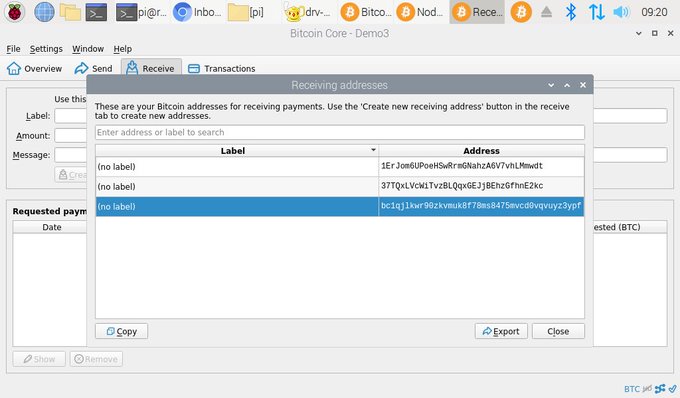 pi@r...
Inbo...
[pi]
drv-...
Bitco...
Nod...
Rece...
09:20
Bitcoin Core - Demo3
File Settings Window Help
Overview Send Receive Transactions
Receiving addresses
Use this
Label:
Amount:
Message:
Crea
These are your Bitcoin addresses for receiving payments. Use the 'Create new receiving address' button in the receive
tab to create new addresses.
Enter address or label to search
Label Address
(no label) 1ErJom6UPoeHSwRrmGNahzA6V7vhLMmwdt
(no label) 37TQxLVcWiTvzBLQqxGEJjBEhzGfhnE2kc
(no label) bc1qjlkwr90zkvmuk8f78ms8475mvcd0vqvuyz3ypf
Requested paym
Date
ested (BTC)
Copy Export Close
Show Remove
BTC HD